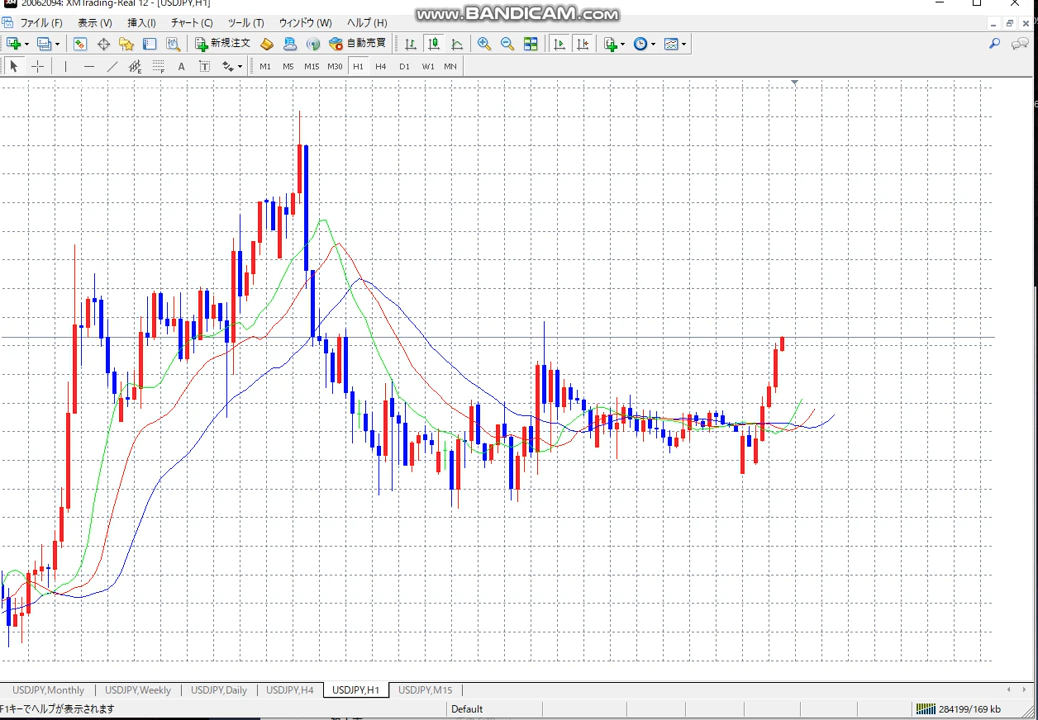 20062094: XMTrading-Real 12 - [USDJPY,H1]
www.BANDICAM.com
ファイル (F) 表示 (V) 挿入(I) チャート (C) ツール (T) ウィンドウ (W) ヘルプ (H)
新規注文 自動売買
A T M1 M5 M15 M30 H1 H4 D1 W1 MN
USDJPY,Monthly USDJPY,Weekly USDJPY,Daily USDJPY,H4 USDJPY,H1 USDJPY,M15
F1キーでヘルプが表示されます Default 284199/169 kb